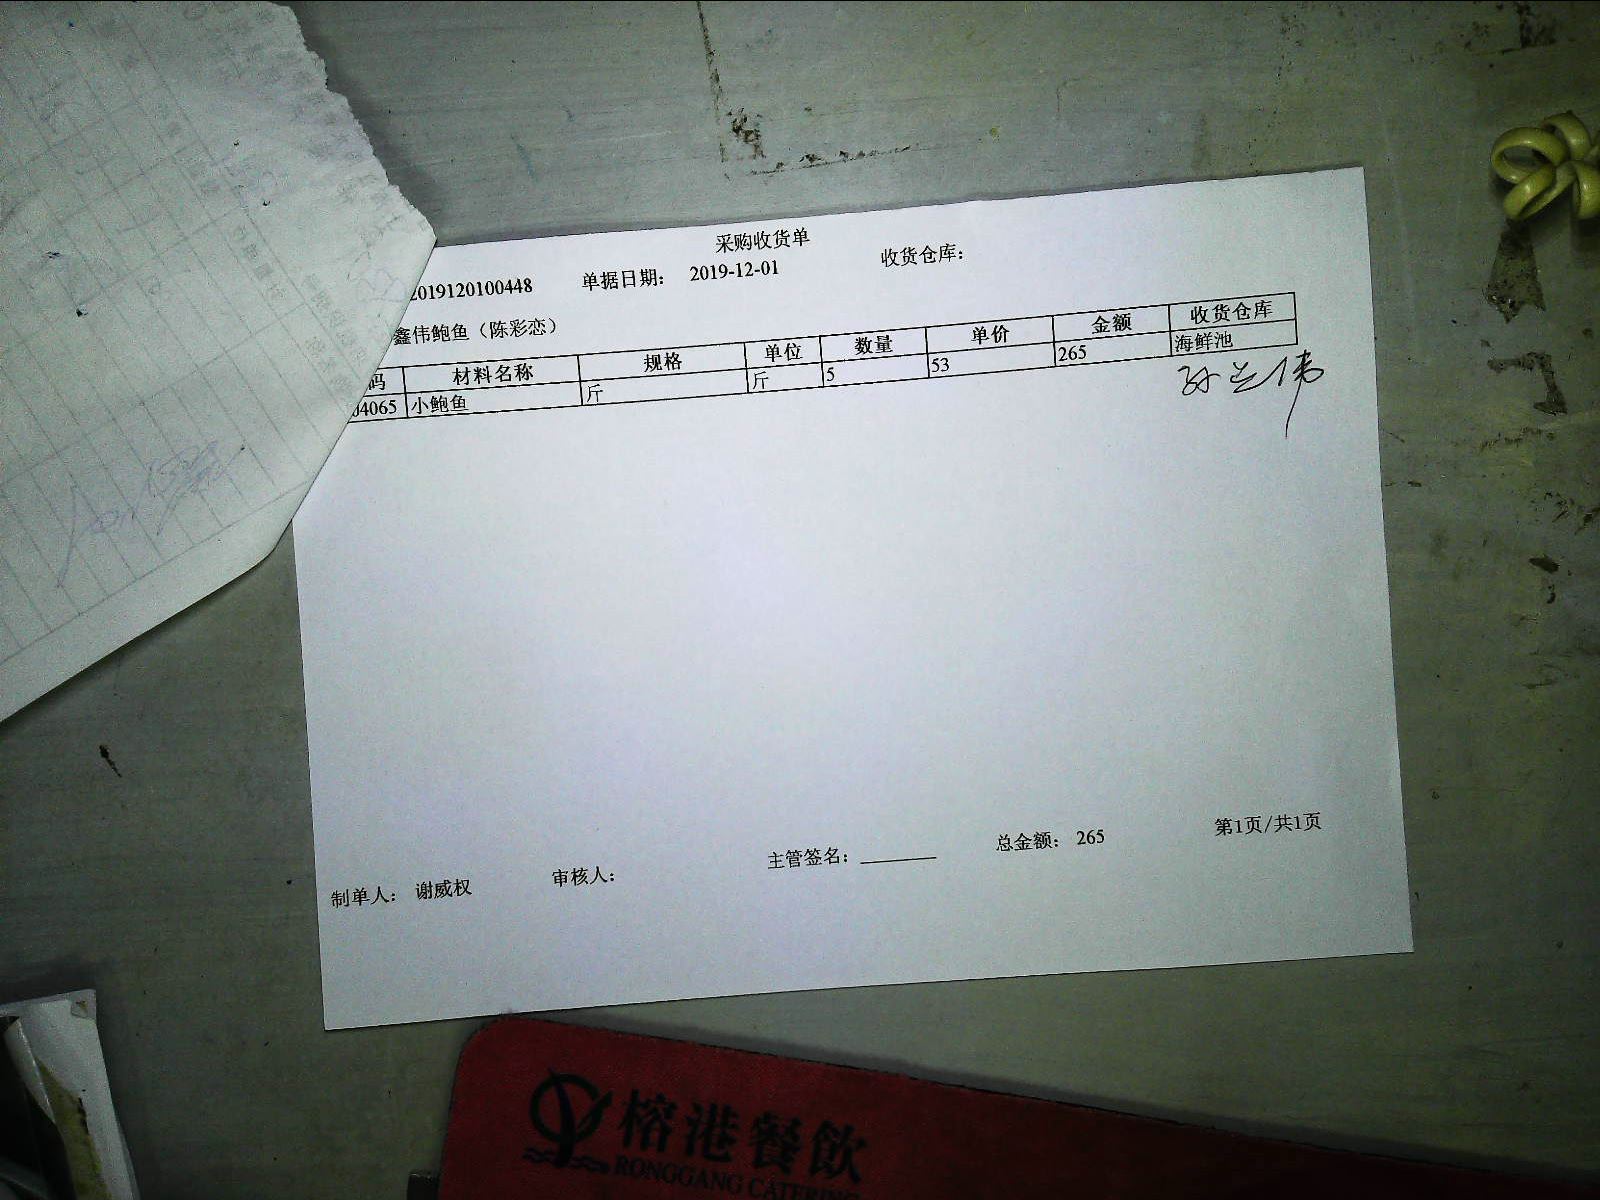 采购收货单
2019120100448 单据日期： 2019-12-01 收货仓库：
鑫伟鲍鱼（陈彩恋）
码 材料名称 规格 单位 数量 单价 金额 收货仓库
04065 小鲍鱼 斤 斤 5 53 265 海鲜池
制单人： 谢威权 审核人： 主管签名： 总金额： 265 第1页/共1页
榕港餐飲
RONGGANG CATERING